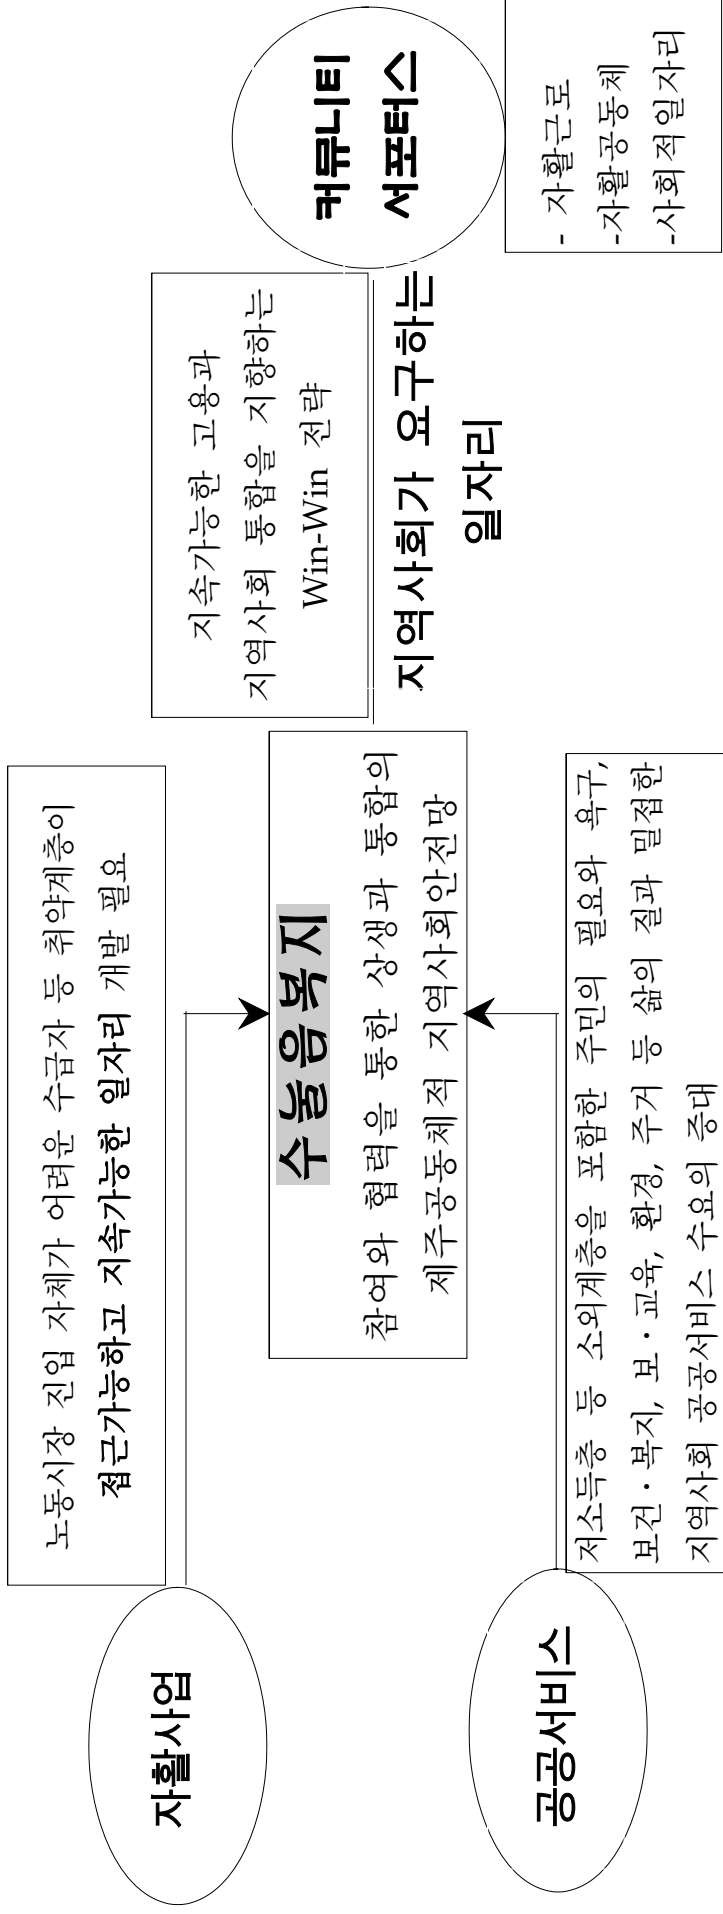 자활사업
노동시장 진입 자체가 어려운 수급자 등 취약계층이
접근가능하고 지속가능한 일자리 개발 필요
수눌음복지
참여와 협력을 통한 상생과 통합의
제주공동체적 지역사회안전망
공공서비스
저소득층 등 소외계층을 포함한 주민의 필요와 욕구,
보건·복지, 보·교육, 환경, 주거 등 삶의 질과 밀접한
지역사회 공공서비스 수요의 증대
지속가능한 고용과
지역사회 통합을 지향하는
Win-Win 전략
지역사회가 요구하는
일자리
커뮤니티
서포터스
- 자활근로
-자활공동체
-사회적일자리